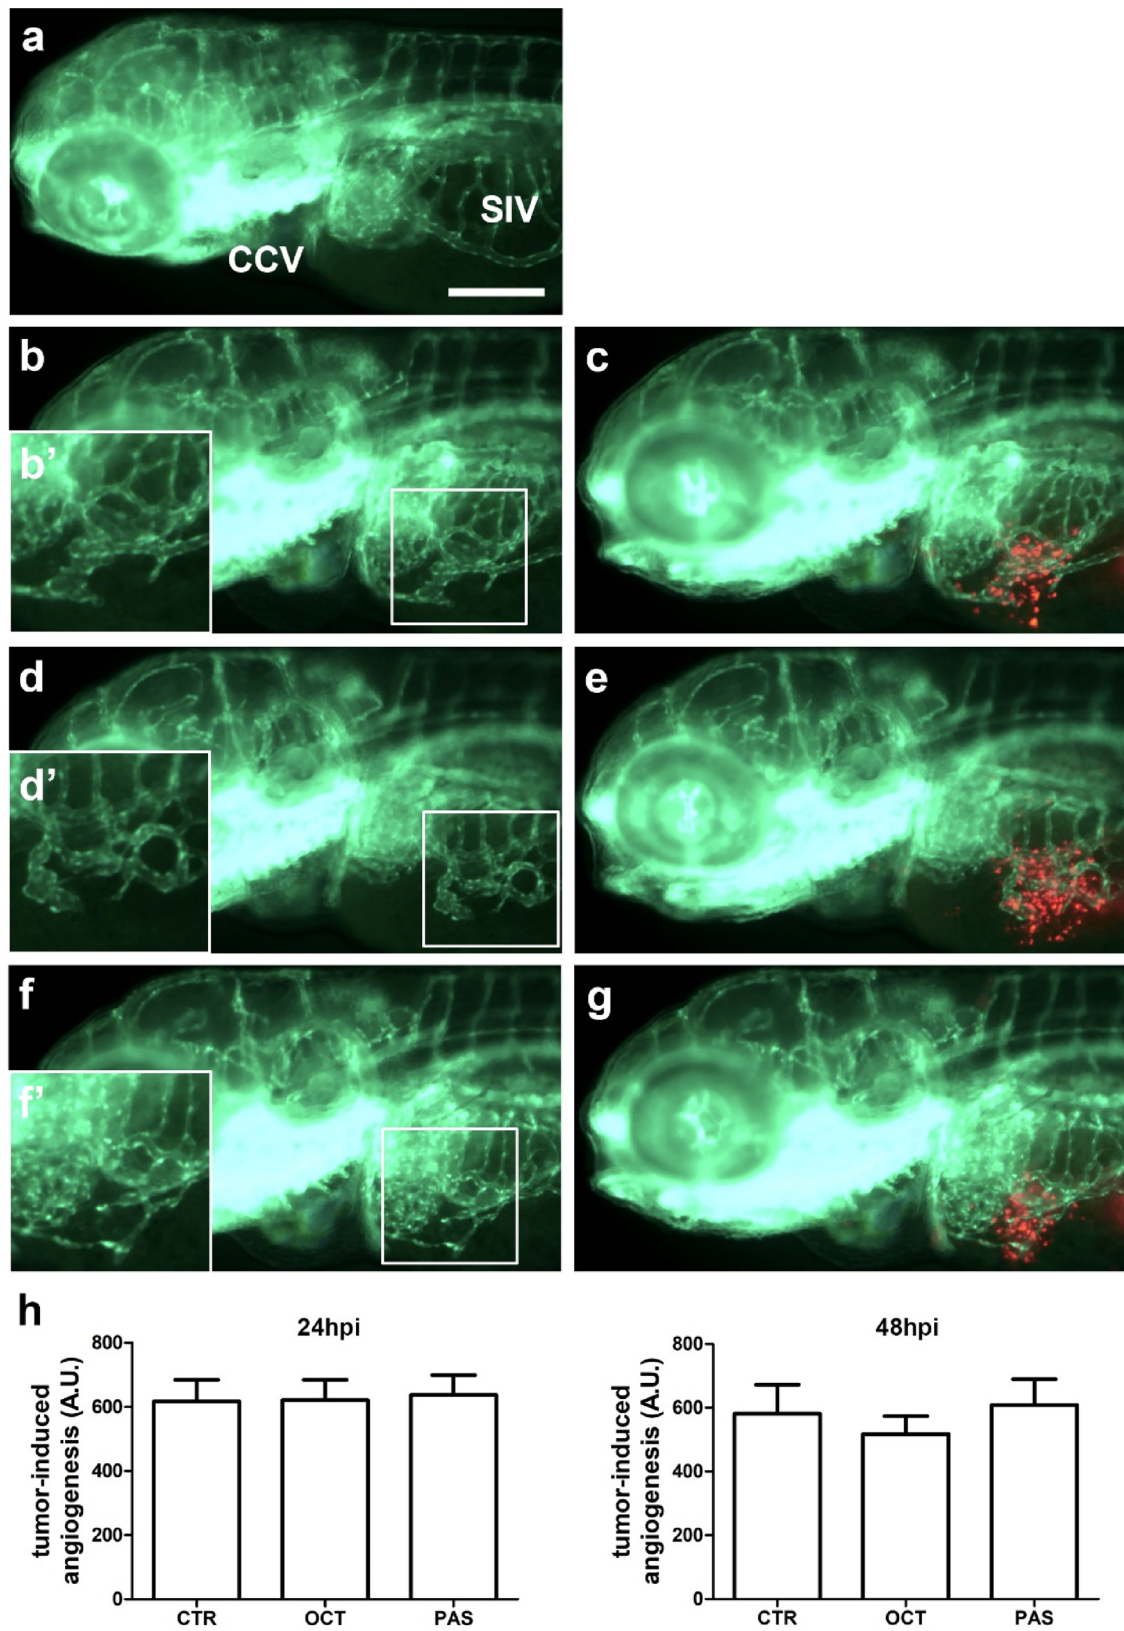 a
SIV
CCV
b
c
b’
d
e
d’
f
g
f’
h
24hpi
48hpi
tumor-induced
angiogenesis (A.U.)
800
600
400
200
0
CTR OCT PAS
tumor-induced
angiogenesis (A.U.)
800
600
400
200
0
CTR OCT PAS